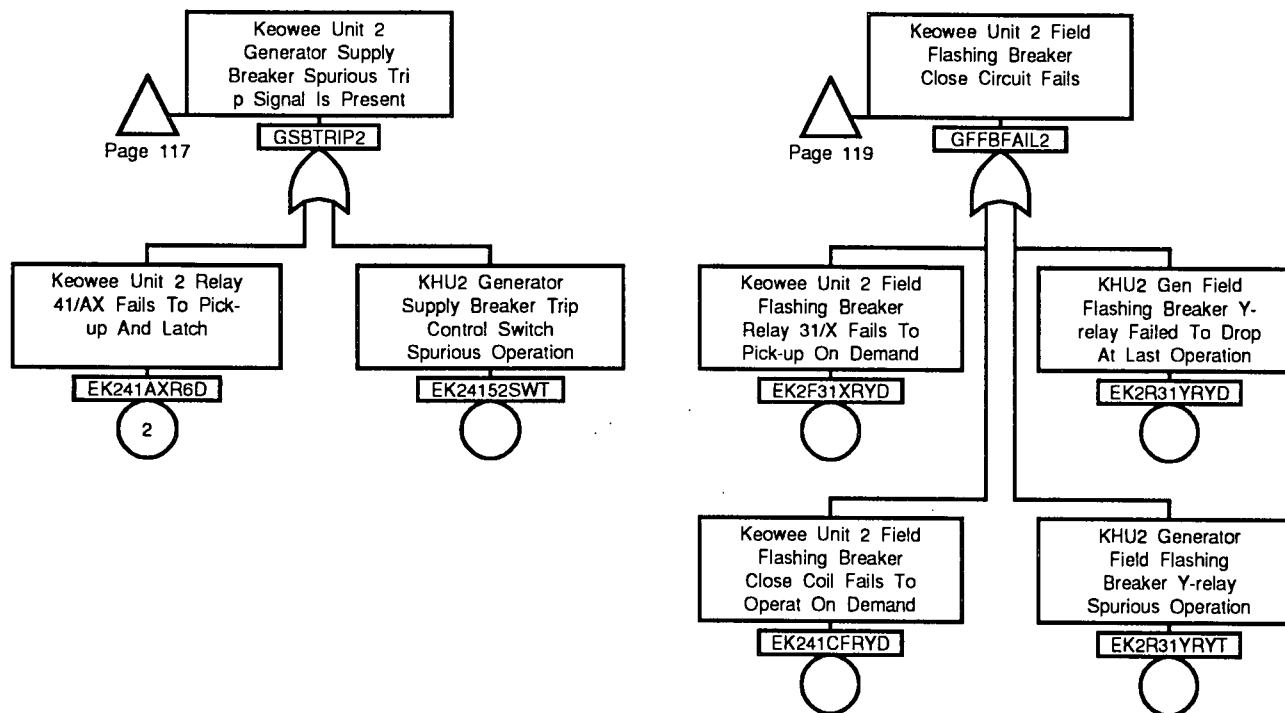 Keowee Unit 2
Generator Supply
Breaker Spurious Tri
p Signal Is Present
Page 117
GSBTRIP2
Keowee Unit 2 Relay
41/AX Fails To Pick-
up And Latch
EK241AXR6D
2
KHU2 Generator
Supply Breaker Trip
Control Switch
Spurious Operation
EK24152SWT
Keowee Unit 2 Field
Flashing Breaker
Close Circuit Fails
Page 119
GFFBFAIL2
Keowee Unit 2 Field
Flashing Breaker
Relay 31/X Fails To
Pick-up On Demand
EK2F31XRYD
KHU2 Gen Field
Flashing Breaker Y-
relay Failed To Drop
At Last Operation
EK2R31YRYD
Keowee Unit 2 Field
Flashing Breaker
Close Coil Fails To
Operat On Demand
EK241CFRYD
KHU2 Generator
Field Flashing
Breaker Y-relay
Spurious Operation
EK2R31YRYT